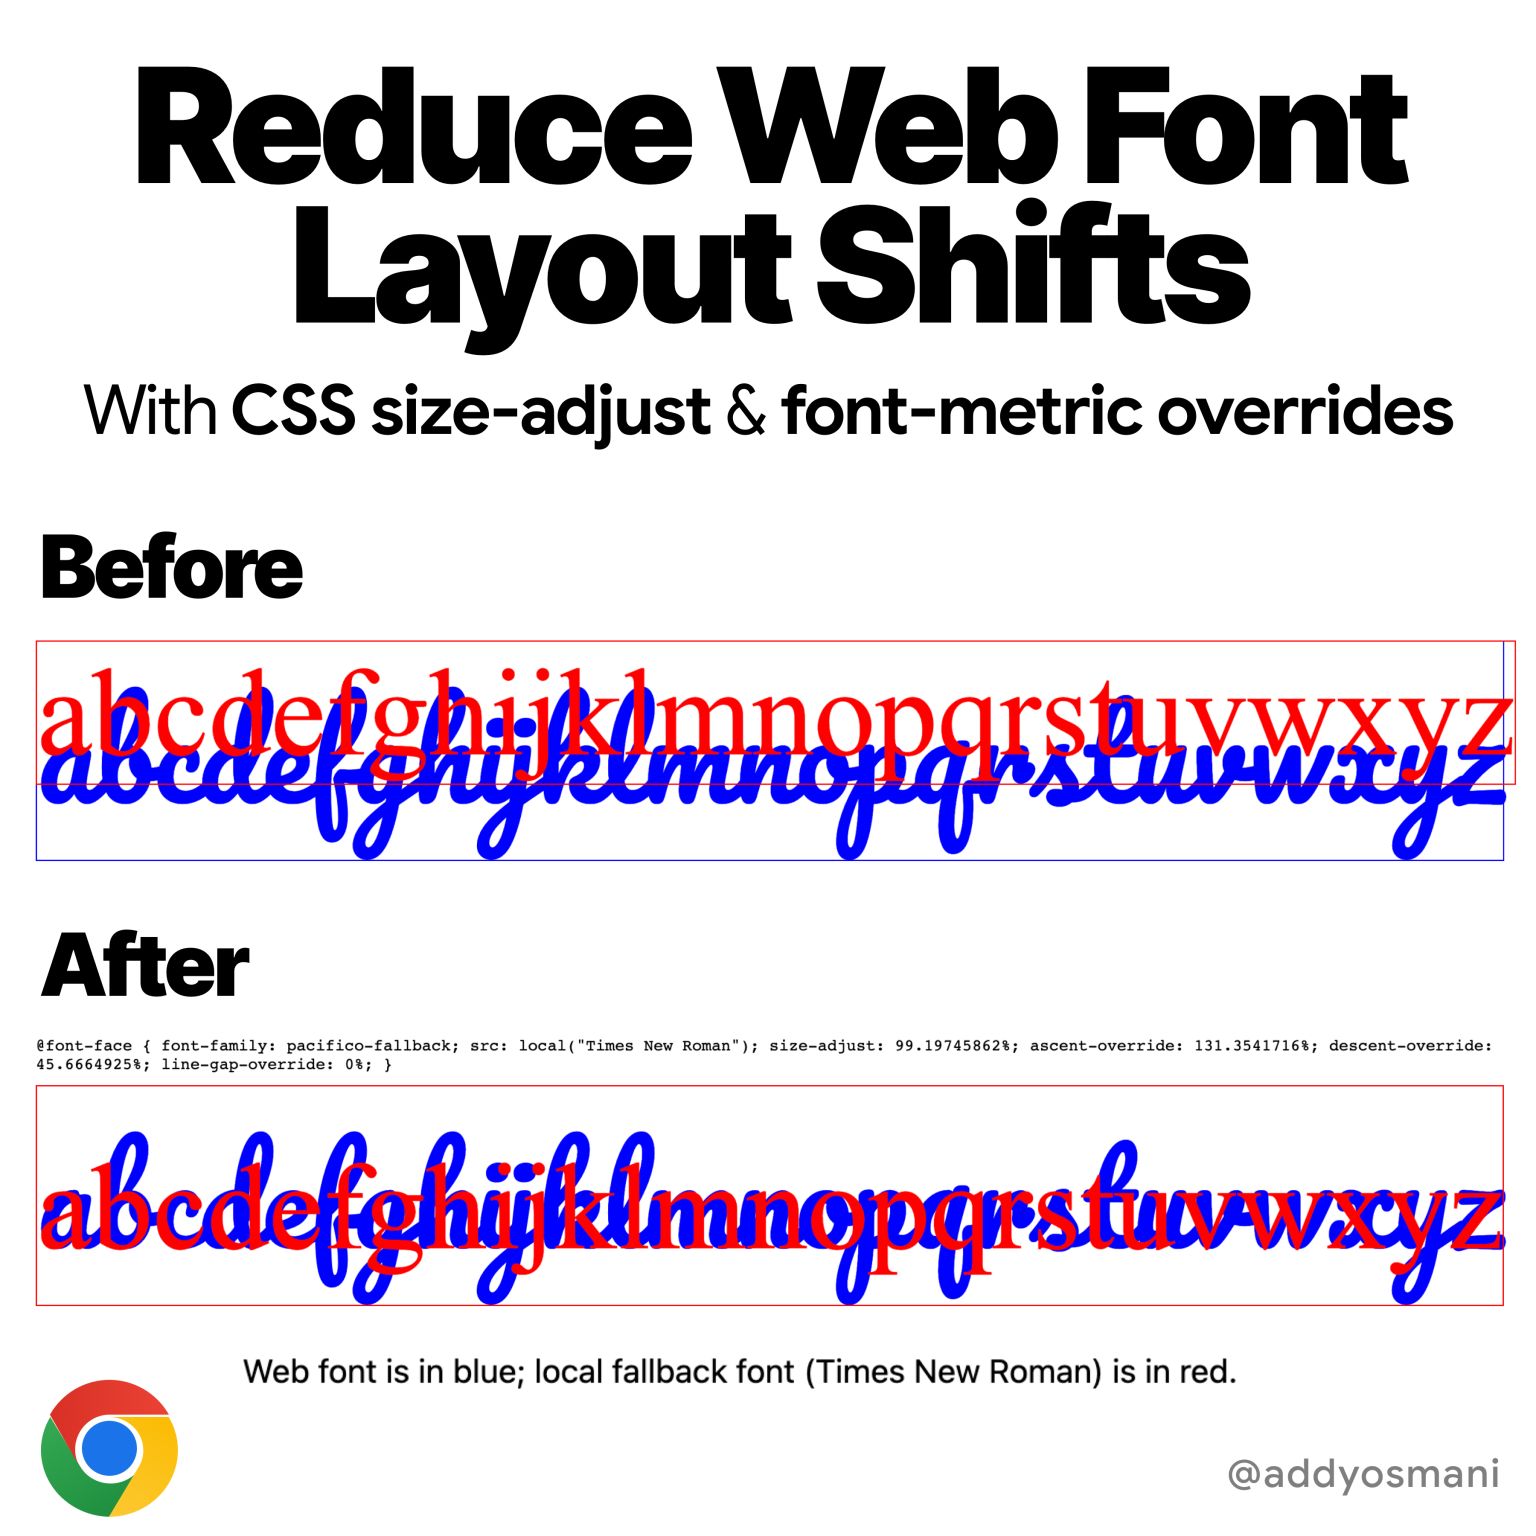 Reduce Web Font
Layout Shifts
With CSS size-adjust & font-metric overrides
Before
abcdefghijklmnopqrstuvwxyz
abcdefghijklmnopqrstuvwxyz
After
@font-face { font-family: pacifico-fallback; src: local("Times New Roman"); size-adjust: 99.19745862%; ascent-override: 131.3541716%; descent-override:
45.6664925%; line-gap-override: 0%; }
abcdefghijklmnopqrstuvwxyz
abcdefghijklmnopqrstuvwxyz
Web font is in blue; local fallback font (Times New Roman) is in red.
@addyosmani